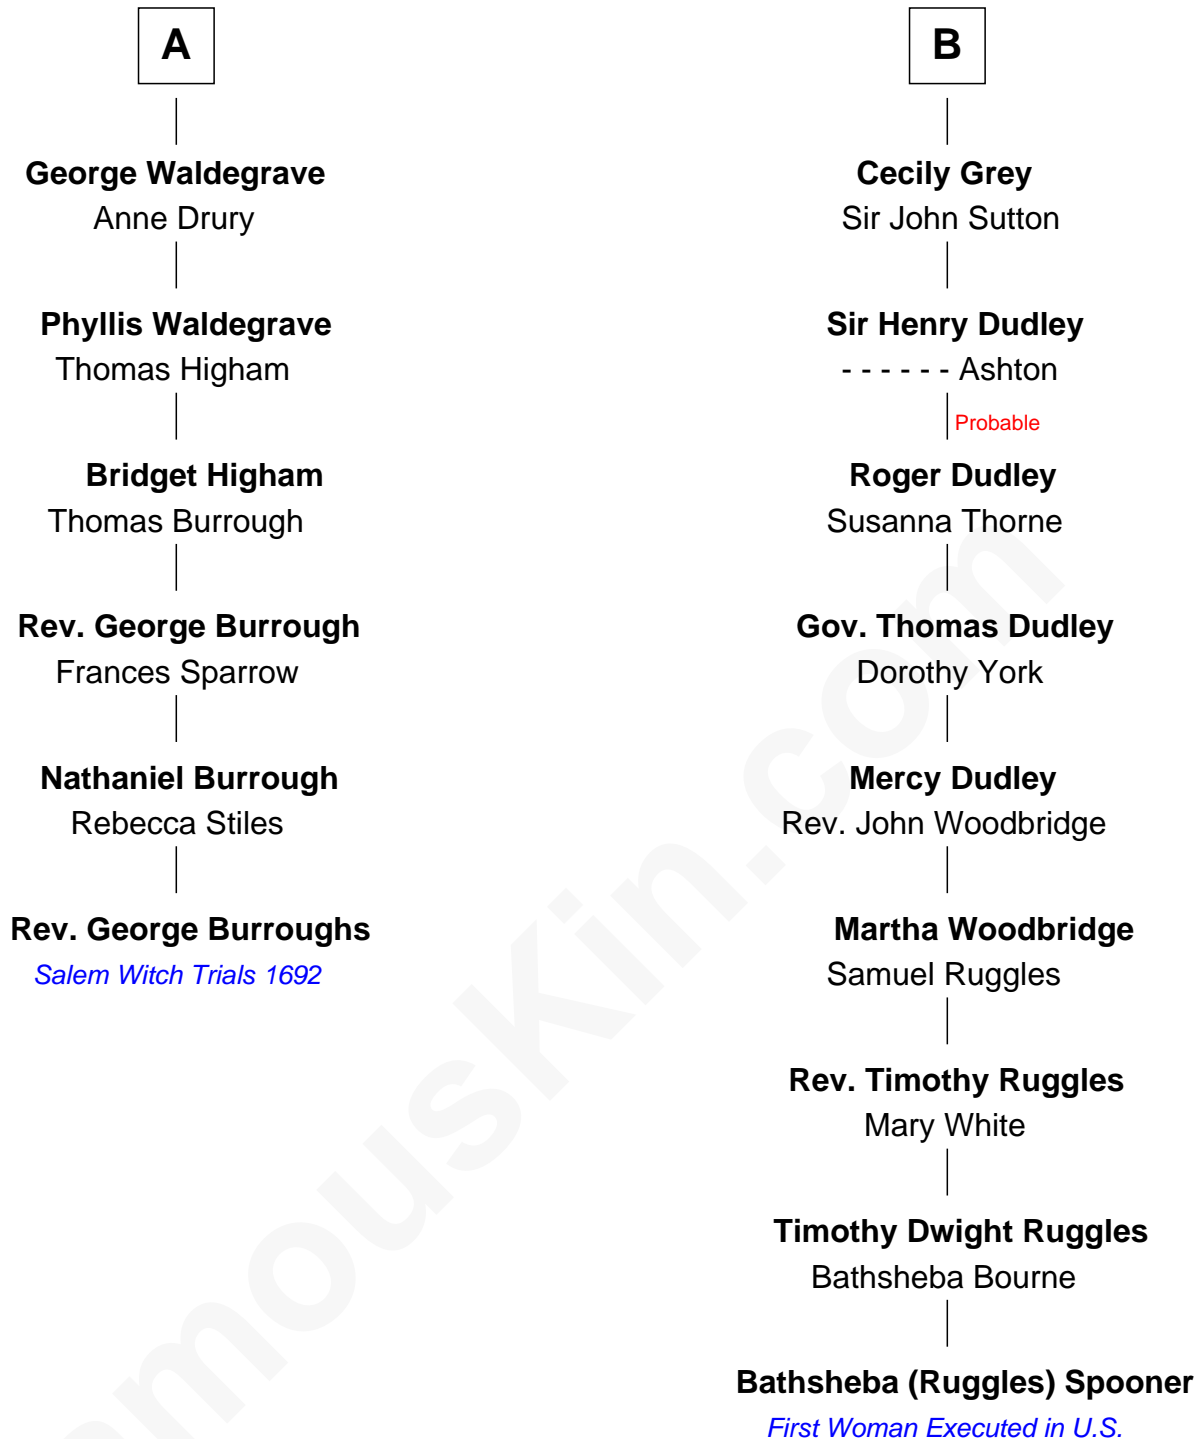 A
George Waldegrave
Anne Drury
Phyllis Waldegrave
Thomas Higham
Bridget Higham
Thomas Burrough
Rev. George Burrough
Frances Sparrow
Nathaniel Burrough
Rebecca Stiles
Rev. George Burroughs
Salem Witch Trials 1692
B
Cecily Grey
Sir John Sutton
Sir Henry Dudley
- - - - - - Ashton
Probable
Roger Dudley
Susanna Thorne
Gov. Thomas Dudley
Dorothy York
Mercy Dudley
Rev. John Woodbridge
Martha Woodbridge
Samuel Ruggles
Rev. Timothy Ruggles
Mary White
Timothy Dwight Ruggles
Bathsheba Bourne
Bathsheba (Ruggles) Spooner
First Woman Executed in U.S.
amouskin.com